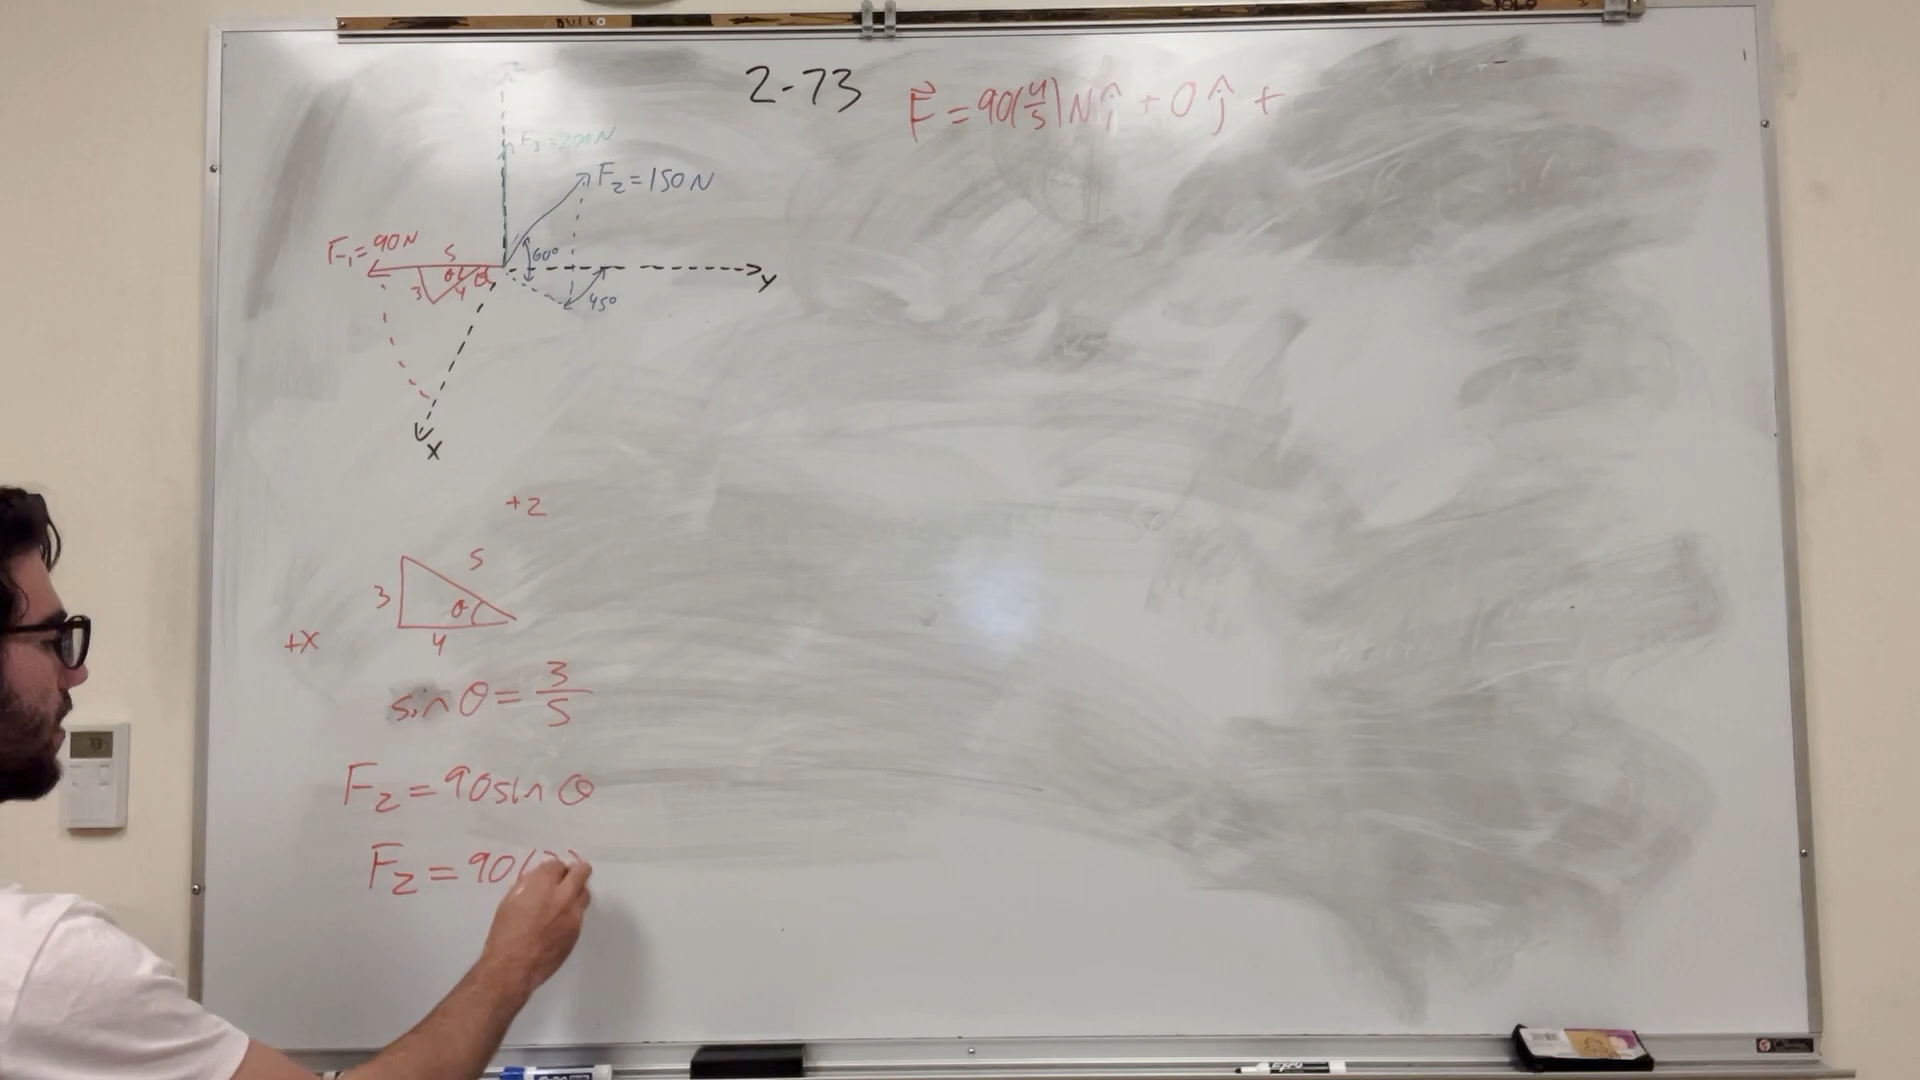 2-73
F = 90(4/5)N î + 0 ĵ +
F3=200N
F2=150N
F1=90N
5
θ
θ
60°
3
4
45°
y
x
+z
5
3
θ
4
+x
sin θ = 3/5
Fz = 90 sin θ
Fz = 90(
EXPO